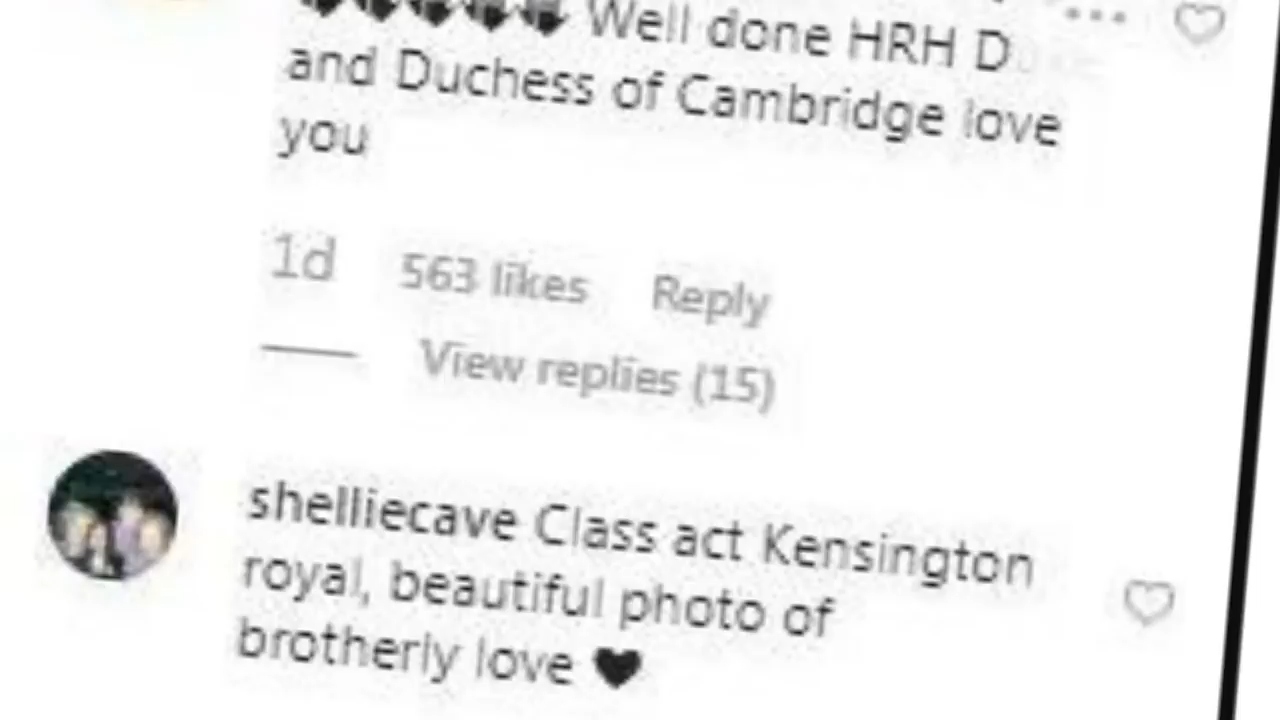 ♥♥♥♥♥ Well done HRH D
and Duchess of Cambridge love
you
1d 563 likes Reply
View replies (15)
shelliecave Class act Kensington
royal, beautiful photo of
brotherly love ♥